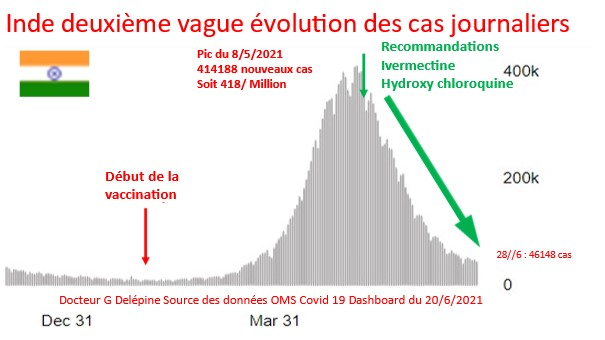 Inde deuxième vague évolution des cas journaliers
Pic du 8/5/2021
414188 nouveaux cas
Soit 418/ Million
Recommandations
Ivermectine
Hydroxy chloroquine
400k
Début de la
vaccination
200k
28//6 : 46148 cas
0
Docteur G Delépine Source des données OMS Covid 19 Dashboard du 20/6/2021
Dec 31
Mar 31